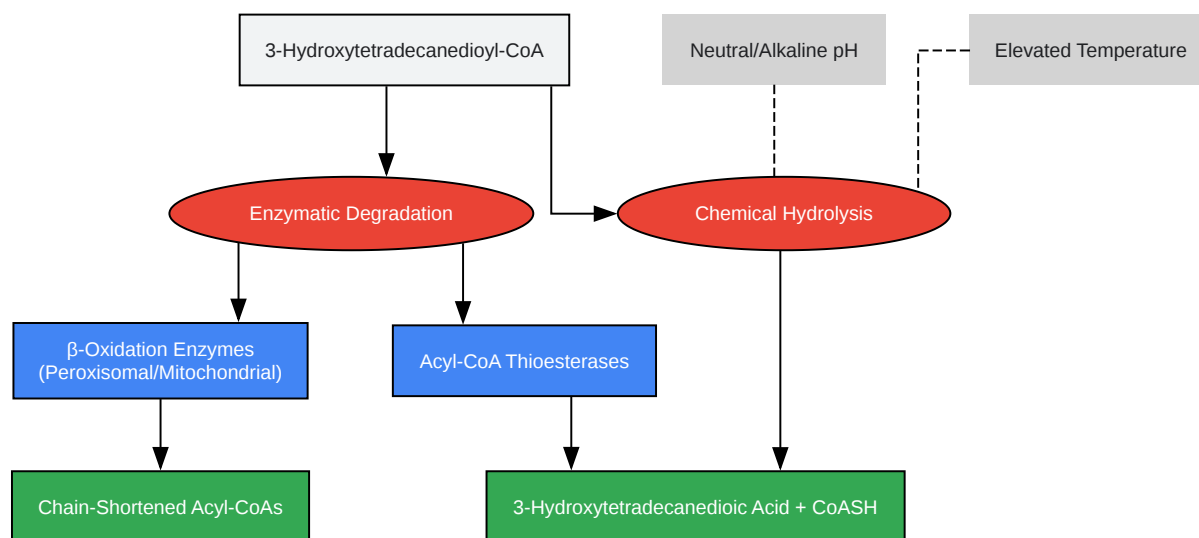 3-Hydroxytetradecanedioyl-CoA
Neutral/Alkaline pH
Elevated Temperature
Enzymatic Degradation
Chemical Hydrolysis
β-Oxidation Enzymes
(Peroxisomal/Mitochondrial)
Acyl-CoA Thioesterases
Chain-Shortened Acyl-CoAs
3-Hydroxytetradecanedioic Acid + CoASH